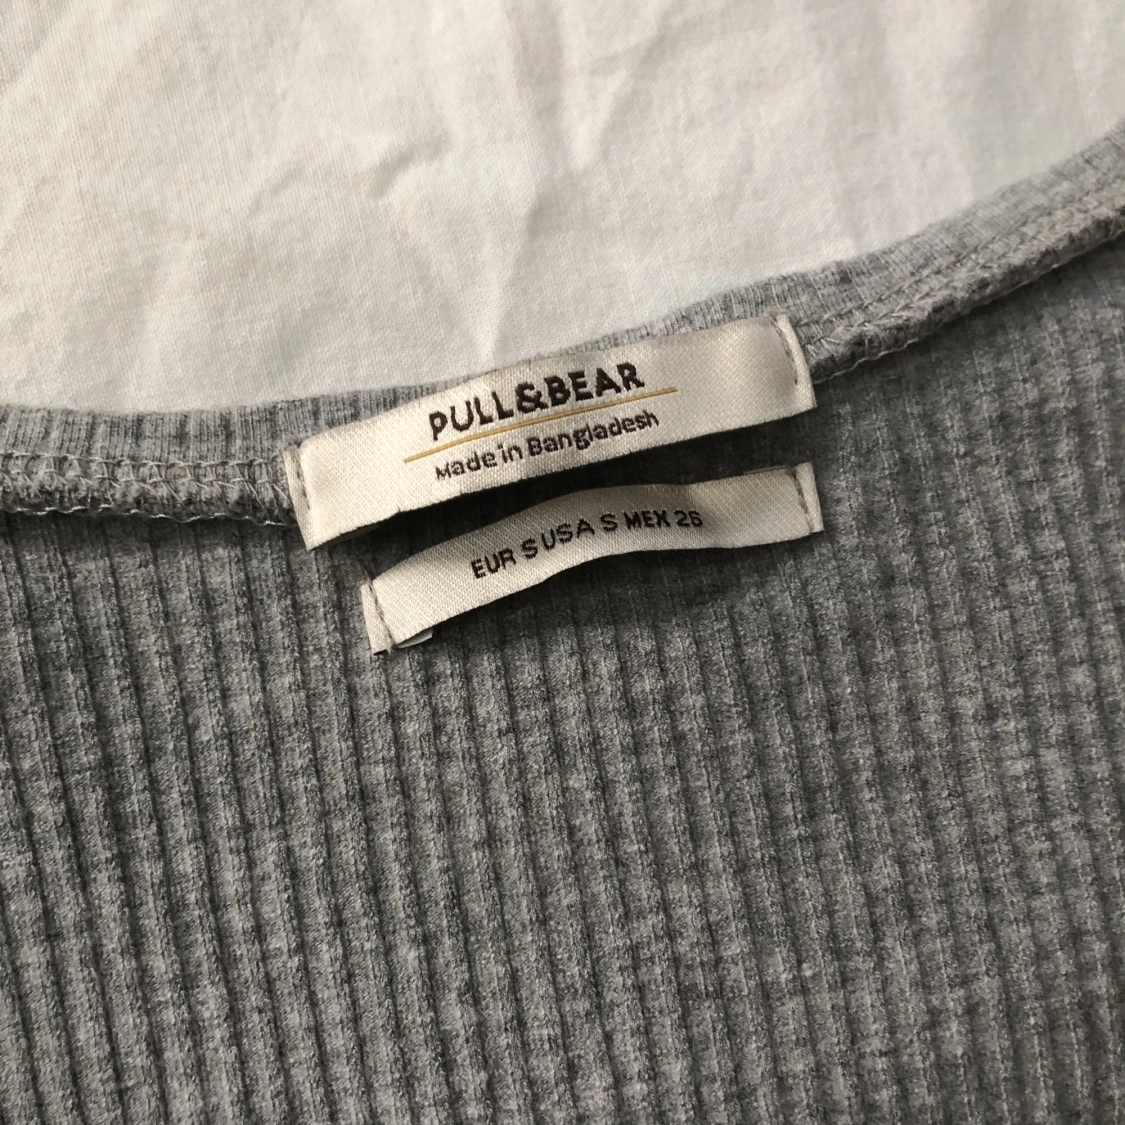 PULL&BEAR
Made in Bangladesh
EUR S USA S MEX 26